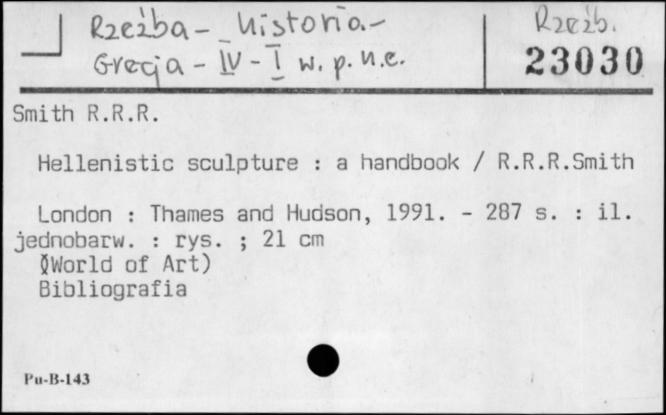 Rzeźba - historia -
Grecja - IV - I w. p. n. e.
Rzeźb.
23030
Smith R.R.R.
Hellenistic sculpture : a handbook / R.R.R.Smith
London : Thames and Hudson, 1991. - 287 s. : il.
jednobarw. : rys. ; 21 cm
(World of Art)
Bibliografia
Pu-B-143